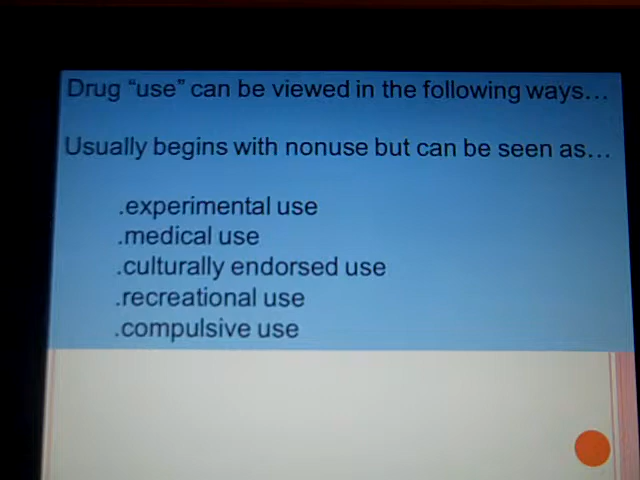 Drug “use” can be viewed in the following ways…
Usually begins with nonuse but can be seen as…
.experimental use
.medical use
.culturally endorsed use
.recreational use
.compulsive use